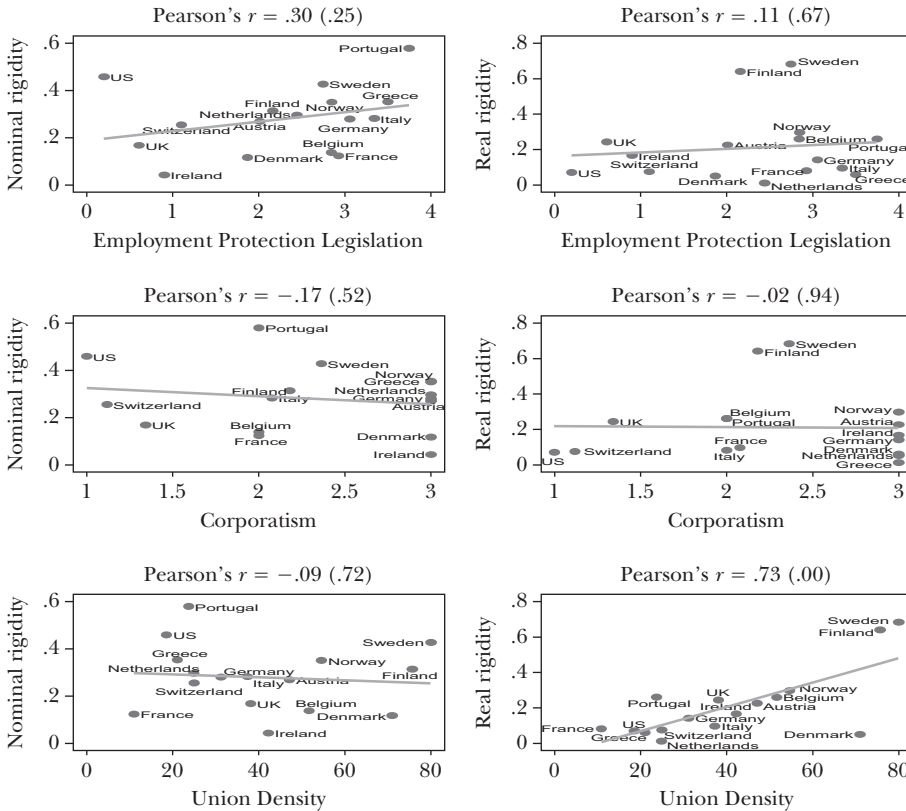 Pearson's r = .30 (.25)
Nominal rigidity
.6
.4
.2
0
Portugal
US
Sweden
Greece
Finland
Norway
Netherlands
Switzerland
Austria
Germany
Italy
UK
Belgium
Denmark
France
Ireland
0 1 2 3 4
Employment Protection Legislation
Pearson's r = .11 (.67)
Real rigidity
.8
.6
.4
.2
0
Sweden
Finland
Norway
UK
Austria
Belgium
Portugal
Ireland
Switzerland
Germany
US
France
Italy
Denmark
Greece
Netherlands
0 1 2 3 4
Employment Protection Legislation
Pearson's r = −.17 (.52)
Nominal rigidity
.6
.4
.2
0
Portugal
US
Sweden
Norway
Greece
Finland
Netherlands
Italy
Germany
Switzerland
Austria
UK
Belgium
France
Denmark
Ireland
1 1.5 2 2.5 3
Corporatism
Pearson's r = −.02 (.94)
Real rigidity
.8
.6
.4
.2
0
Sweden
Finland
Belgium
Norway
UK
Portugal
Austria
Ireland
France
Germany
US
Switzerland
Italy
Denmark
Netherlands
Greece
1 1.5 2 2.5 3
Corporatism
Pearson's r = −.09 (.72)
Nominal rigidity
.6
.4
.2
0
Portugal
US
Sweden
Greece
Norway
Netherlands
Germany
Finland
Switzerland
Italy
Austria
France
UK
Belgium
Denmark
Ireland
0 20 40 60 80
Union Density
Pearson's r = .73 (.00)
Real rigidity
.8
.6
.4
.2
0
Sweden
Finland
Portugal
UK
Norway
Belgium
Ireland
Austria
France
US
Germany
Italy
Greece
Switzerland
Denmark
Netherlands
0 20 40 60 80
Union Density